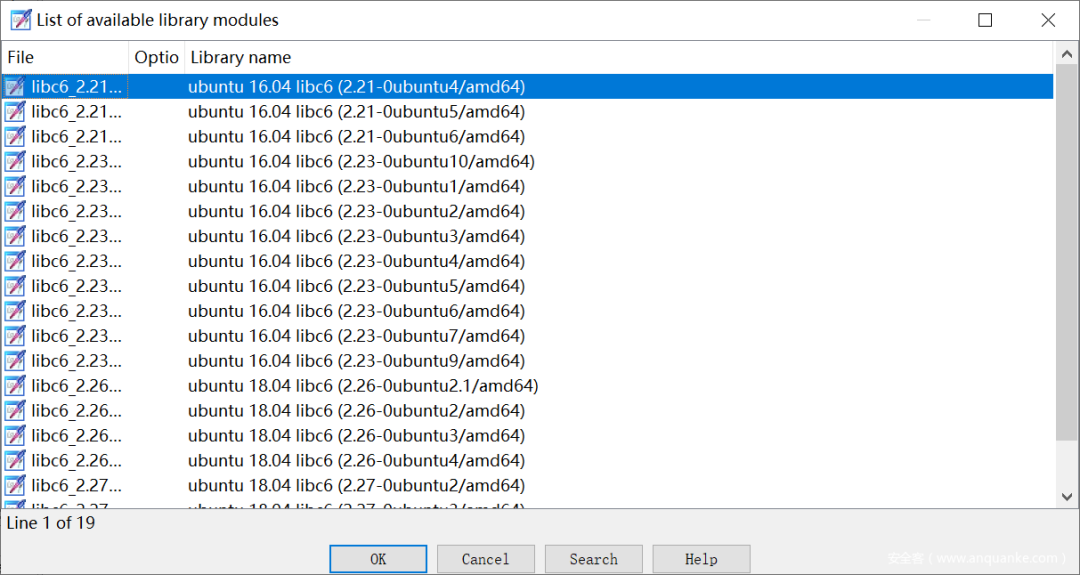 List of available library modules
File Optio Library name
libc6_2.21... ubuntu 16.04 libc6 (2.21-0ubuntu4/amd64)
libc6_2.21... ubuntu 16.04 libc6 (2.21-0ubuntu5/amd64)
libc6_2.21... ubuntu 16.04 libc6 (2.21-0ubuntu6/amd64)
libc6_2.23... ubuntu 16.04 libc6 (2.23-0ubuntu10/amd64)
libc6_2.23... ubuntu 16.04 libc6 (2.23-0ubuntu1/amd64)
libc6_2.23... ubuntu 16.04 libc6 (2.23-0ubuntu2/amd64)
libc6_2.23... ubuntu 16.04 libc6 (2.23-0ubuntu3/amd64)
libc6_2.23... ubuntu 16.04 libc6 (2.23-0ubuntu4/amd64)
libc6_2.23... ubuntu 16.04 libc6 (2.23-0ubuntu5/amd64)
libc6_2.23... ubuntu 16.04 libc6 (2.23-0ubuntu6/amd64)
libc6_2.23... ubuntu 16.04 libc6 (2.23-0ubuntu7/amd64)
libc6_2.23... ubuntu 16.04 libc6 (2.23-0ubuntu9/amd64)
libc6_2.26... ubuntu 18.04 libc6 (2.26-0ubuntu2.1/amd64)
libc6_2.26... ubuntu 18.04 libc6 (2.26-0ubuntu2/amd64)
libc6_2.26... ubuntu 18.04 libc6 (2.26-0ubuntu3/amd64)
libc6_2.26... ubuntu 18.04 libc6 (2.26-0ubuntu4/amd64)
libc6_2.27... ubuntu 18.04 libc6 (2.27-0ubuntu2/amd64)
Line 1 of 19
OK Cancel Search Help
安全客 ( www.anquanke.com )